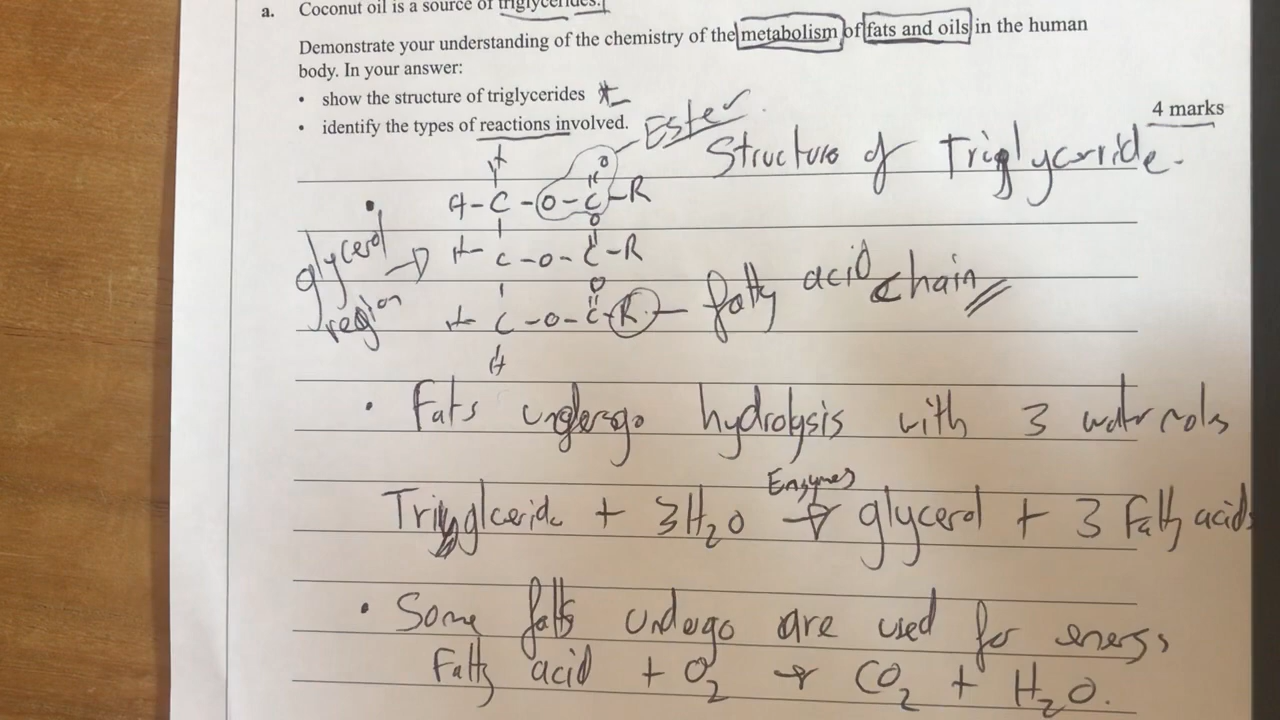 a. Coconut oil is a source of triglycerides.
Demonstrate your understanding of the chemistry of the metabolism of fats and oils in the human
body. In your answer:
• show the structure of triglycerides
• identify the types of reactions involved.
4 marks
Ester
Structure of Triglyceride.
H
O
H-C-O-C-R
O
H-C-O-C-R
O
H-C-O-C-R
H
glycerol
region
fatty acid chain
• Fats undergo hydrolysis with 3 water
Enzymes
Triglceride + 3H2O → glycerol + 3 Fatty acids
• Some fatts undergo are used for energy
Fatty acid + O2 → CO2 + H2O.